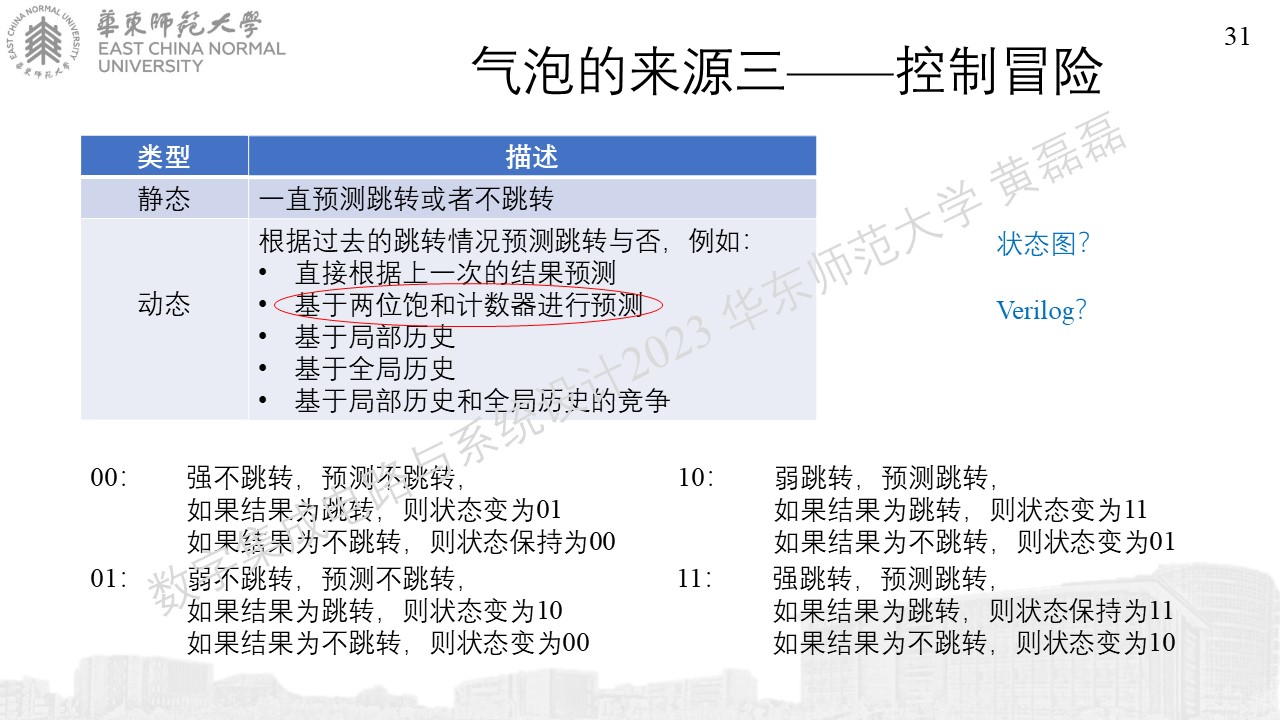 華東師范大學
EAST CHINA NORMAL
UNIVERSITY
EAST CHINA NORMAL UNIVERSITY
華東師范大學
31
气泡的来源三——控制冒险
类型
描述
静态
一直预测跳转或者不跳转
动态
根据过去的跳转情况预测跳转与否，例如：
• 直接根据上一次的结果预测
• 基于两位饱和计数器进行预测
• 基于局部历史
• 基于全局历史
• 基于局部历史和全局历史的竞争
状态图？
Verilog？
00： 强不跳转，预测不跳转，
如果结果为跳转，则状态变为01
如果结果为不跳转，则状态保持为00
01： 弱不跳转，预测不跳转，
如果结果为跳转，则状态变为10
如果结果为不跳转，则状态变为00
10： 弱跳转，预测跳转，
如果结果为跳转，则状态变为11
如果结果为不跳转，则状态变为01
11： 强跳转，预测跳转，
如果结果为跳转，则状态保持为11
如果结果为不跳转，则状态变为10
数字集成电路与系统设计2023 华东师范大学 黄磊磊